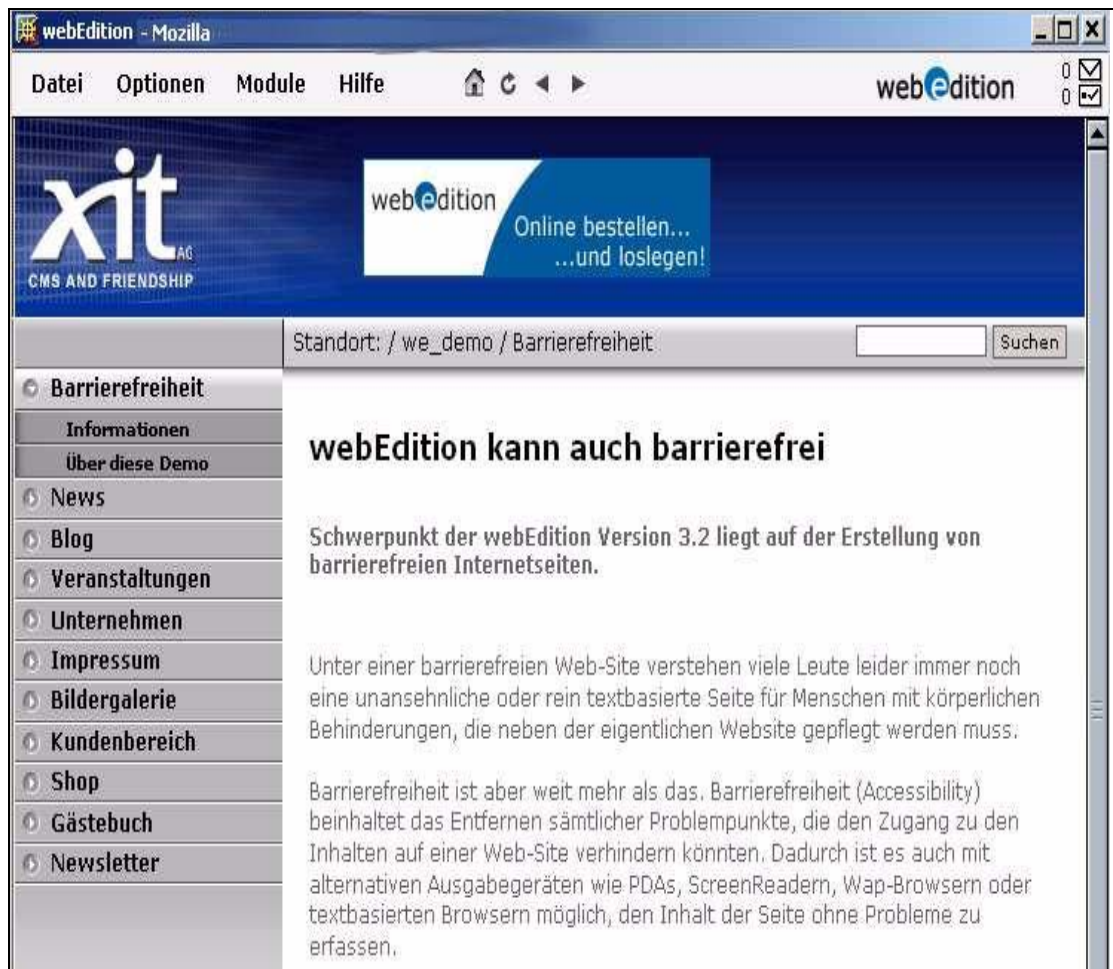 webEdition - Mozilla
Datei Optionen Module Hilfe
webedition
0
0
xit AG
CMS AND FRIENDSHIP
webedition
Online bestellen...
...und loslegen!
Standort: / we_demo / Barrierefreiheit
Suchen
Barrierefreiheit
Informationen
Über diese Demo
News
Blog
Veranstaltungen
Unternehmen
Impressum
Bildergalerie
Kundenbereich
Shop
Gästebuch
Newsletter
webEdition kann auch barrierefrei
Schwerpunkt der webEdition Version 3.2 liegt auf der Erstellung von
barrierefreien Internetseiten.
Unter einer barrierefreien Web-Site verstehen viele Leute leider immer noch
eine unansehnliche oder rein textbasierte Seite für Menschen mit körperlichen
Behinderungen, die neben der eigentlichen Website gepflegt werden muss.
Barrierefreiheit ist aber weit mehr als das. Barrierefreiheit (Accessibility)
beinhaltet das Entfernen sämtlicher Problempunkte, die den Zugang zu den
Inhalten auf einer Web-Site verhindern könnten. Dadurch ist es auch mit
alternativen Ausgabegeräten wie PDAs, ScreenReadern, Wap-Browsern oder
textbasierten Browsern möglich, den Inhalt der Seite ohne Probleme zu
erfassen.